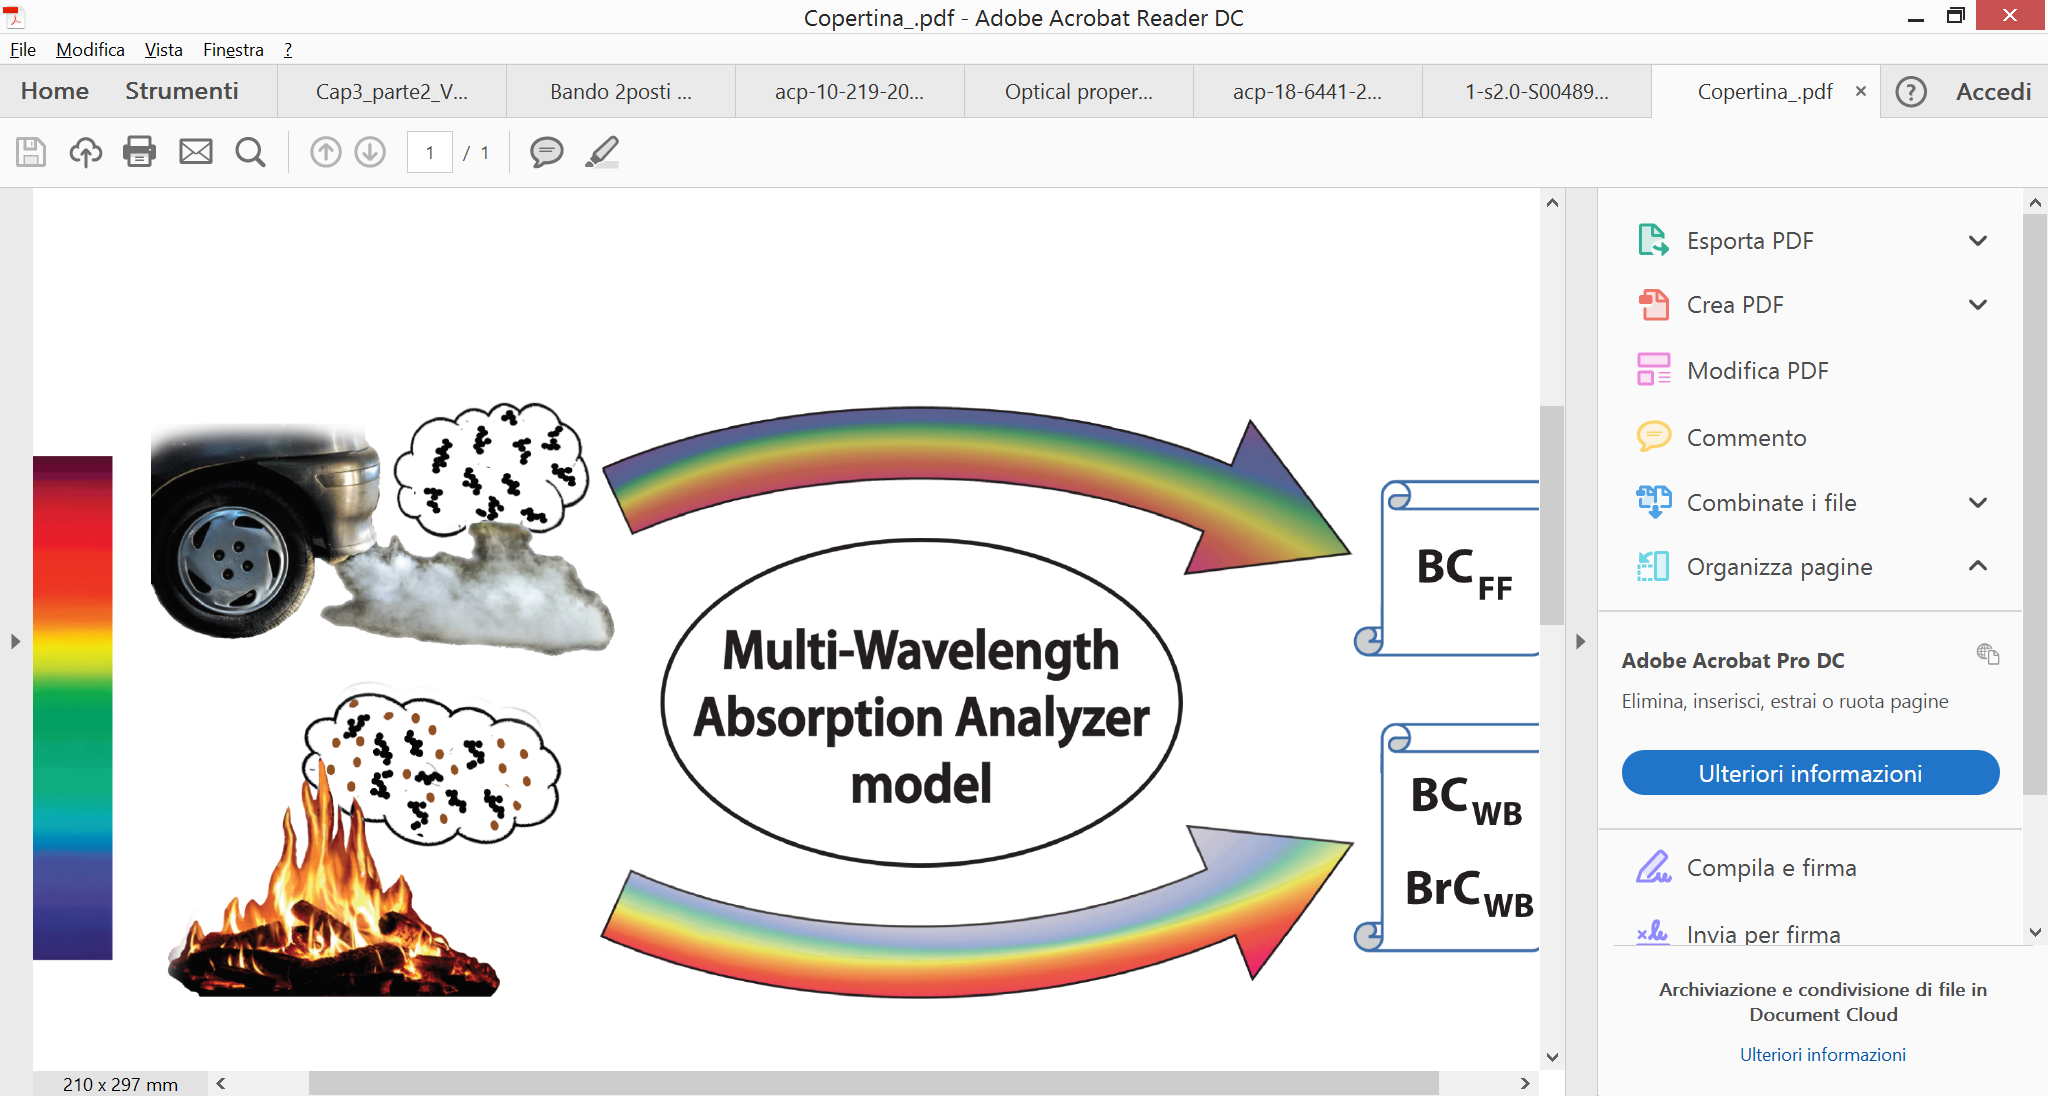 Copertina_.pdf - Adobe Acrobat Reader DC
File Modifica Vista Finestra ?
Home Strumenti Cap3_parte2_V... Bando 2posti ... acp-10-219-20... Optical proper... acp-18-6441-2... 1-s2.0-S00489... Copertina_.pdf × ? Accedi
1 / 1
Esporta PDF
Crea PDF
Modifica PDF
Commento
Combinate i file
Organizza pagine
Adobe Acrobat Pro DC
Elimina, inserisci, estrai o ruota pagine
Ulteriori informazioni
Compila e firma
Invia per firma
Archiviazione e condivisione di file in
Document Cloud
Ulteriori informazioni
Multi-Wavelength
Absorption Analyzer
model
BC FF
BC WB
BrC WB
210 x 297 mm